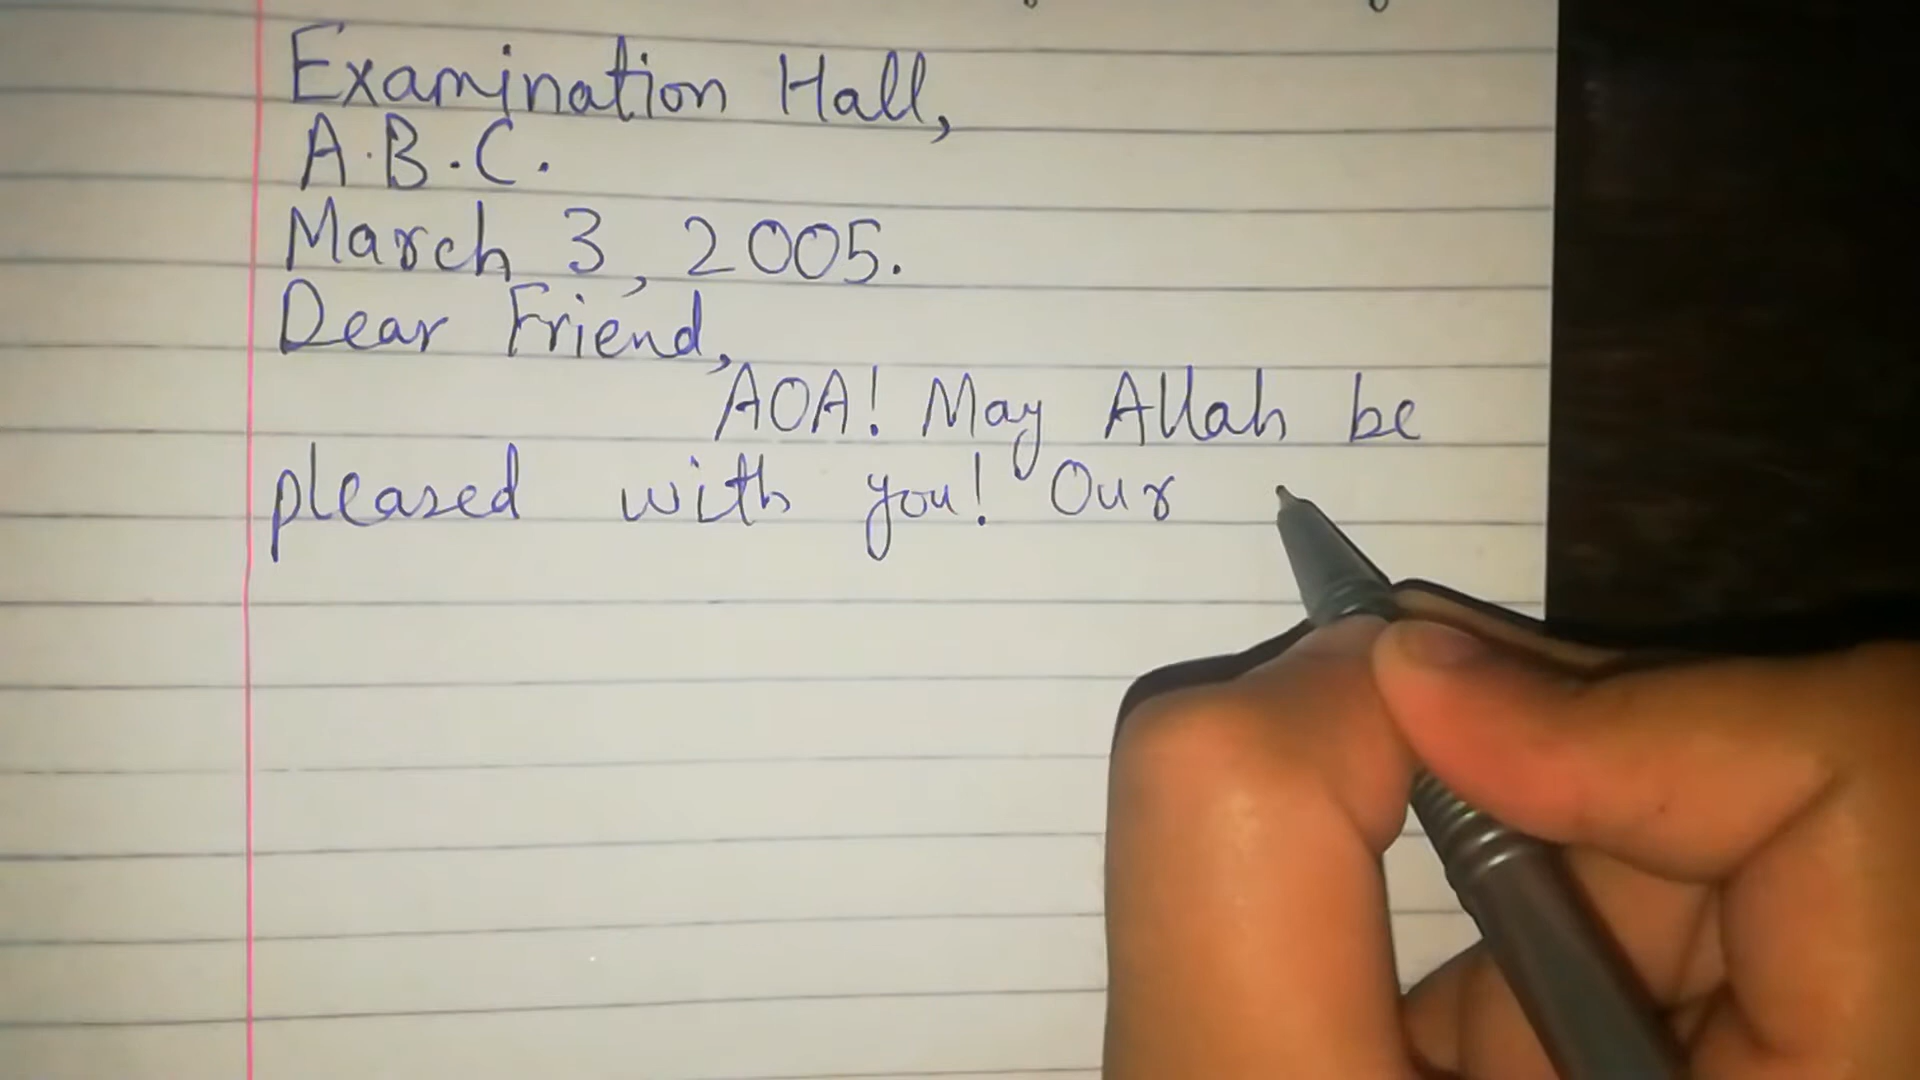 Examination Hall,
A.B.C.
March 3, 2005.
Dear Friend,
AOA! May Allah be
pleased with you! Our